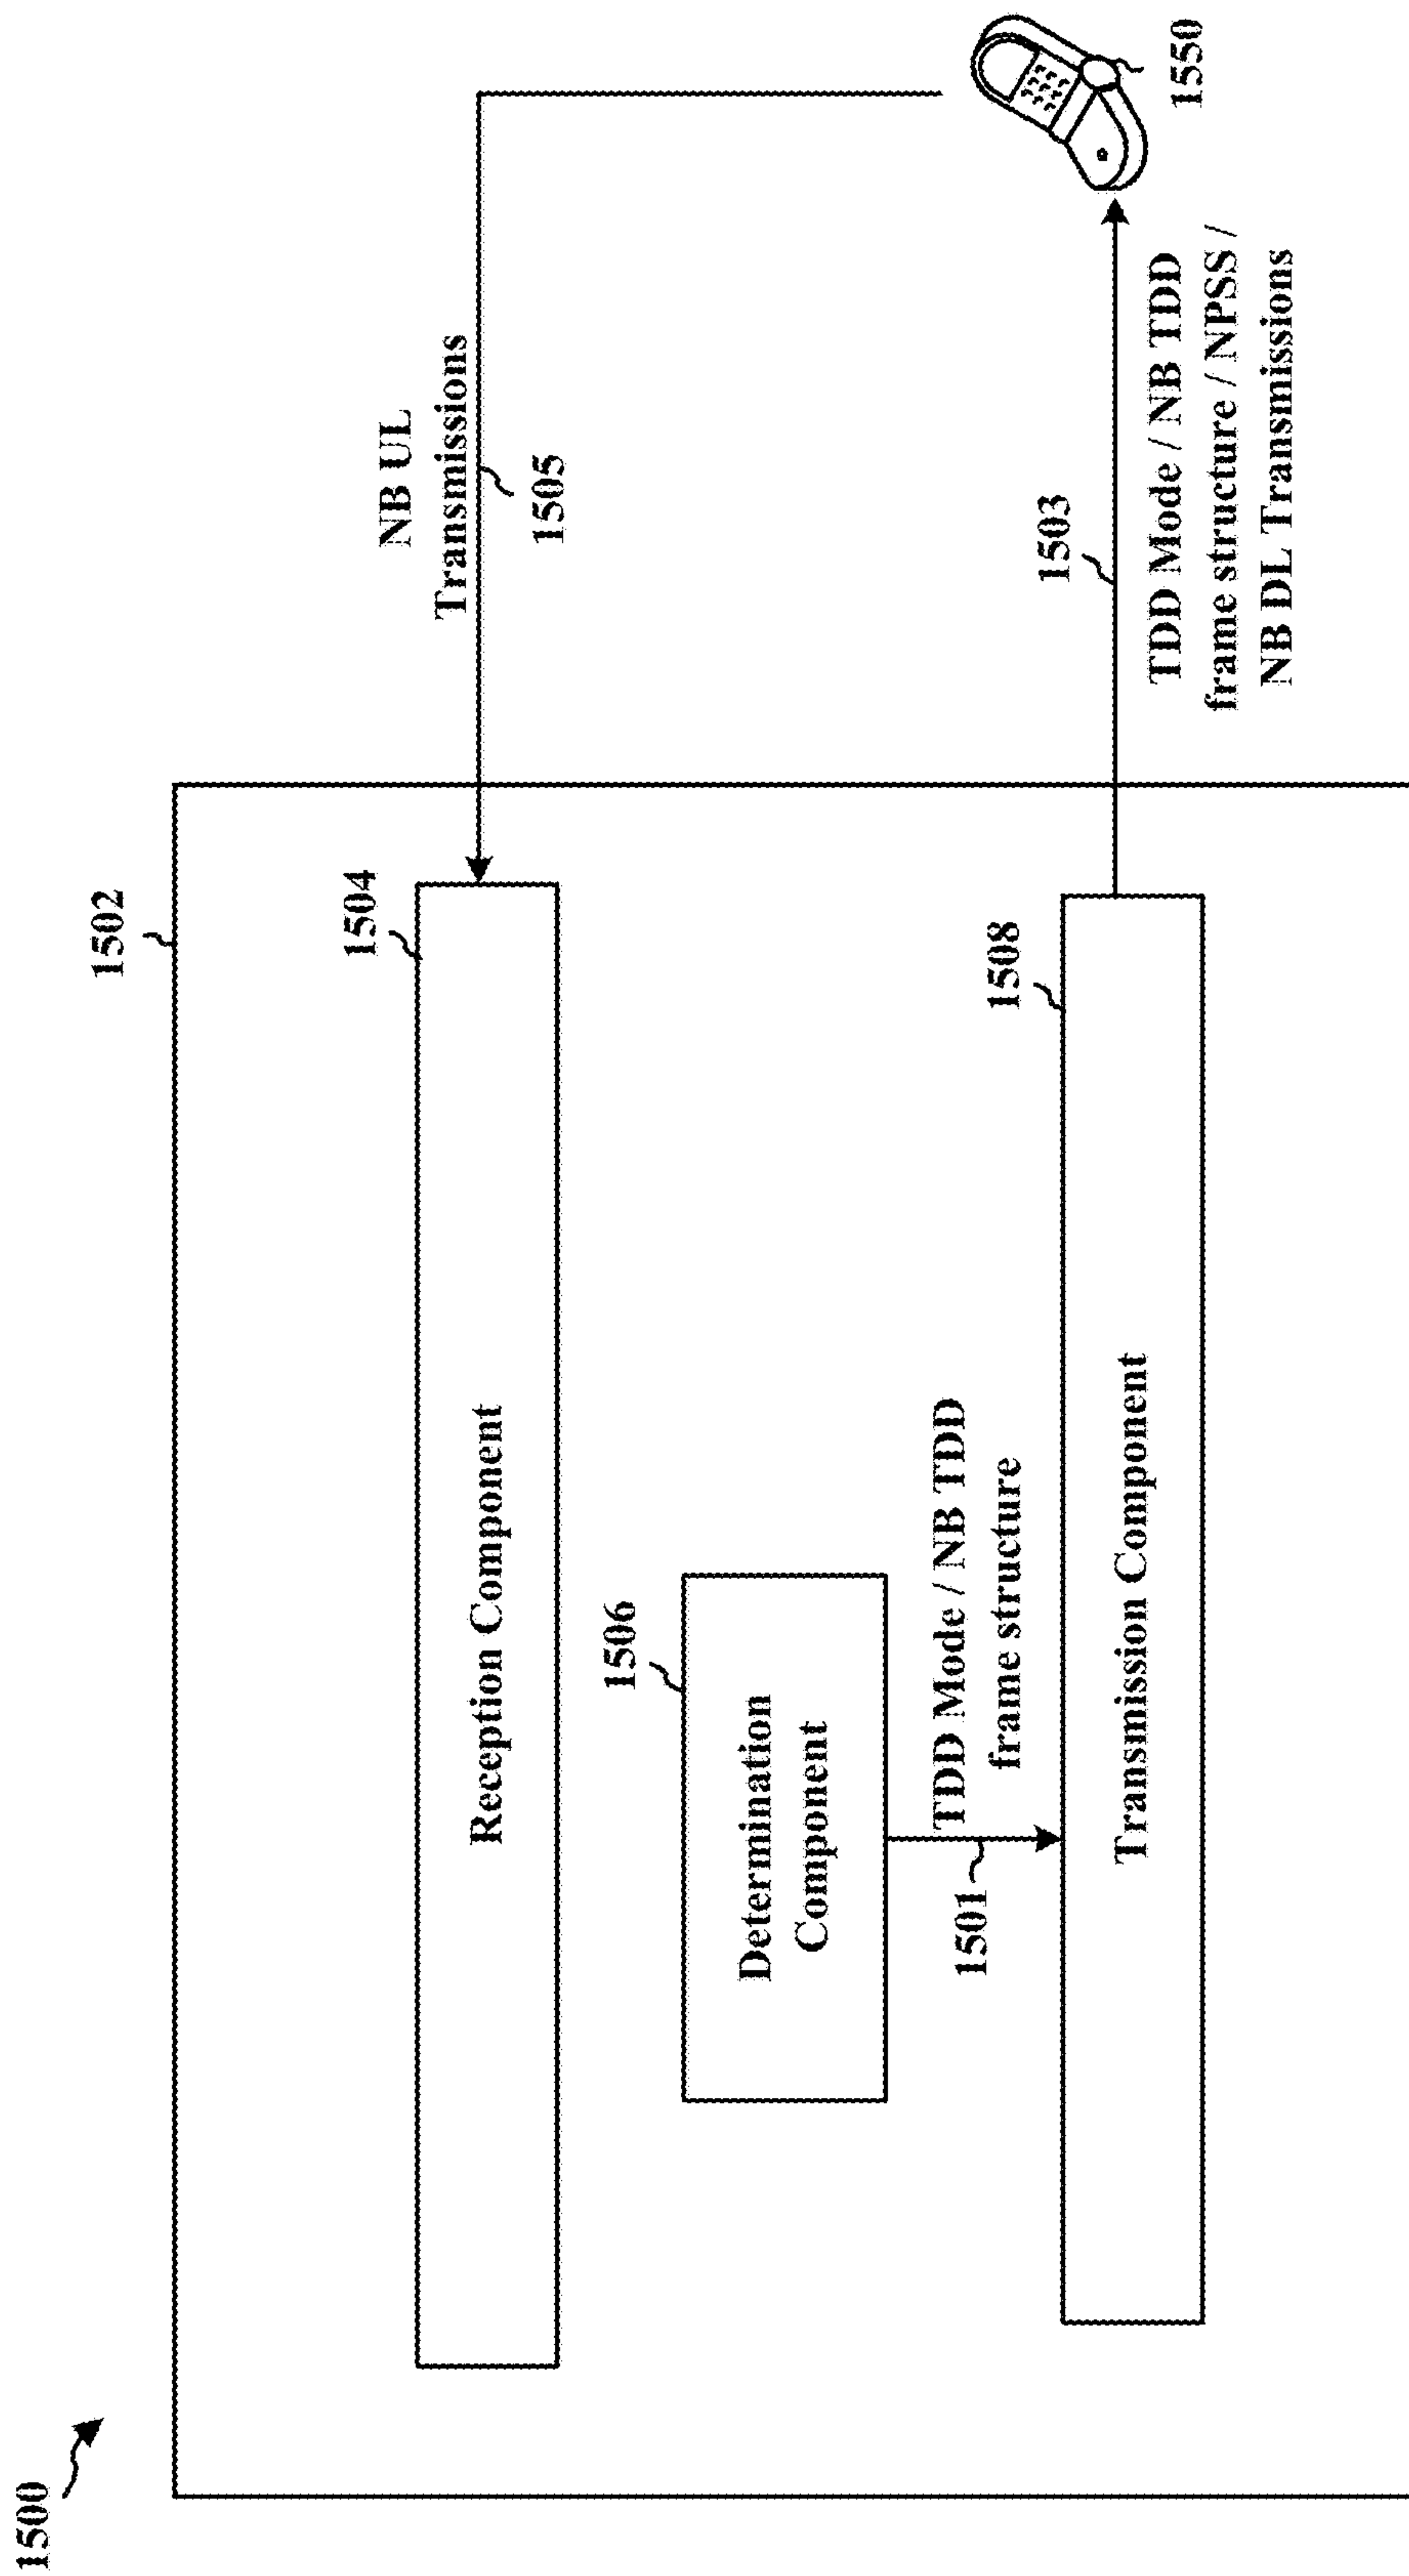 1500
1502
1504
Reception Component
NB UL
Transmissions
1505
1506
Determination
Component
1501
TDD Mode / NB TDD
frame structure
1508
Transmission Component
1503
TDD Mode / NB TDD
frame structure / NPSS /
NB DL Transmissions
1550